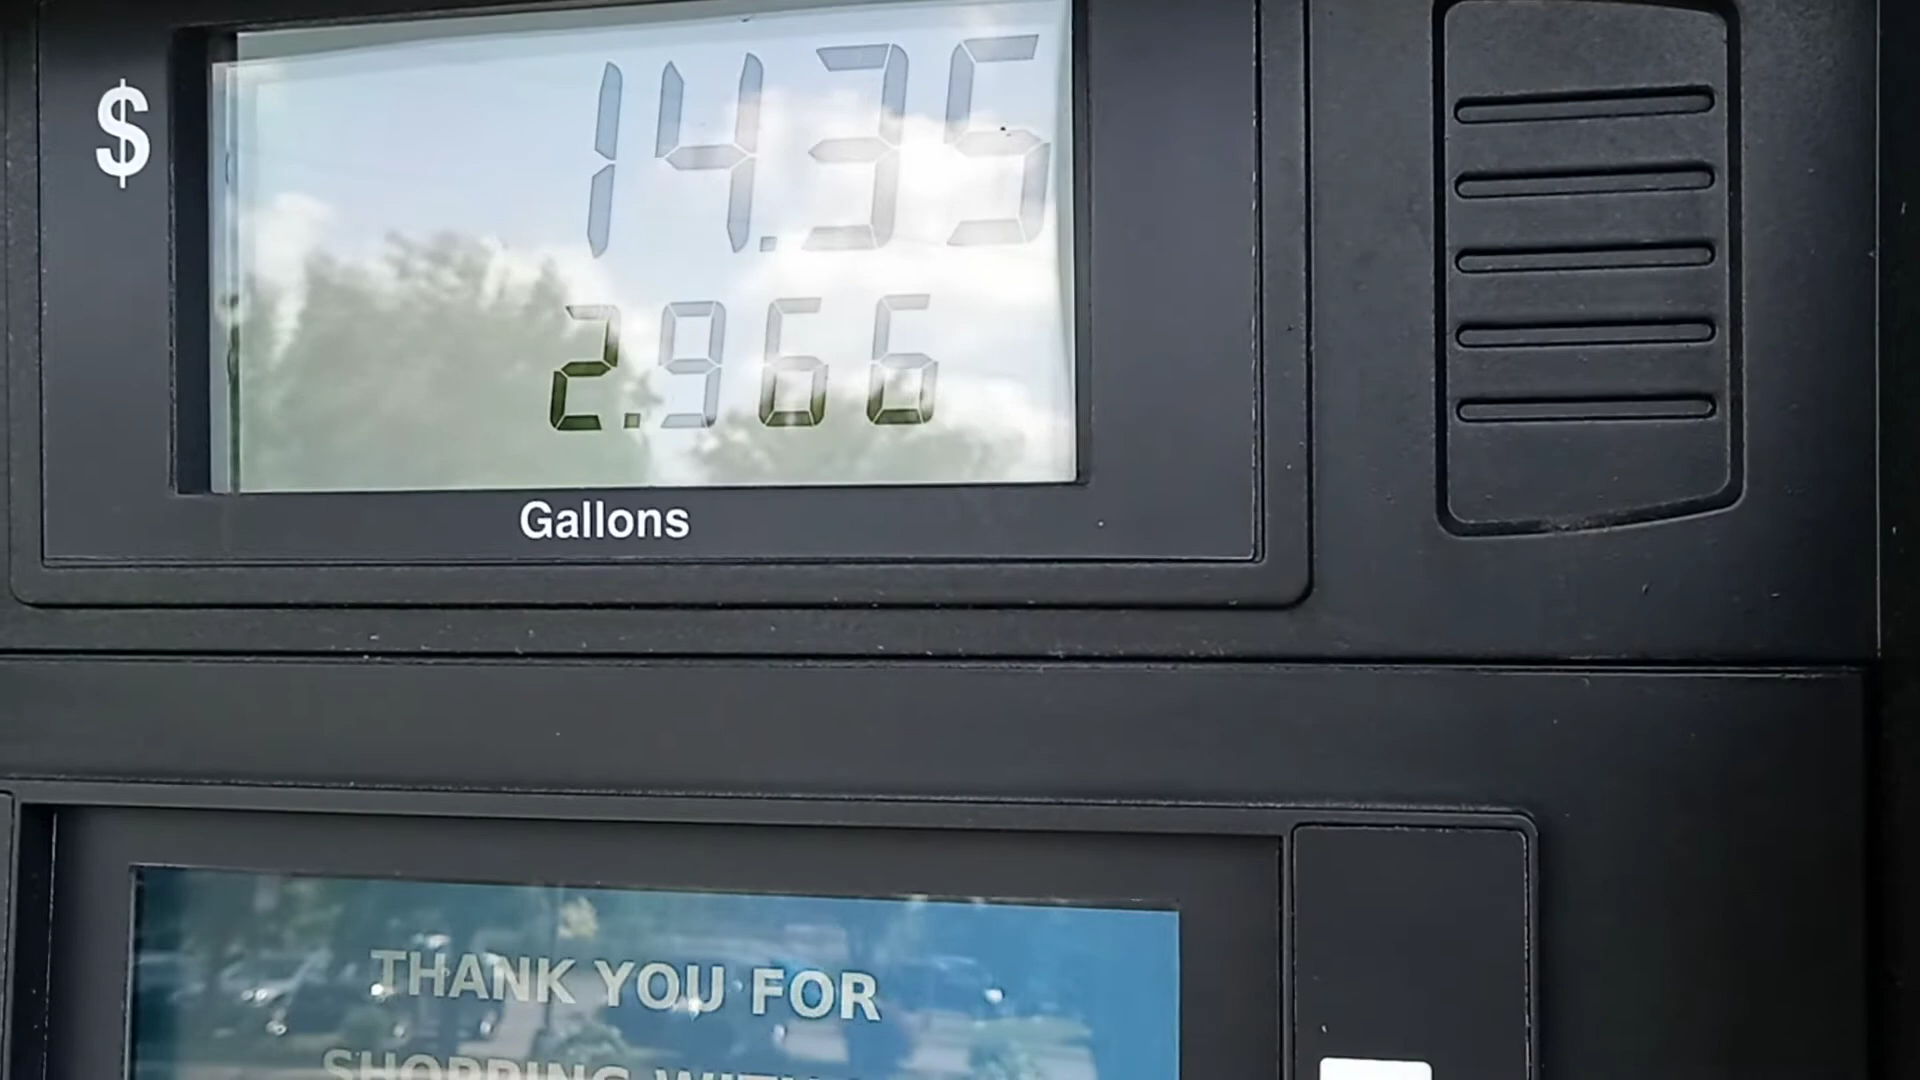 $ 14.35
2.966
Gallons
THANK YOU FOR
SHOPPING WITH